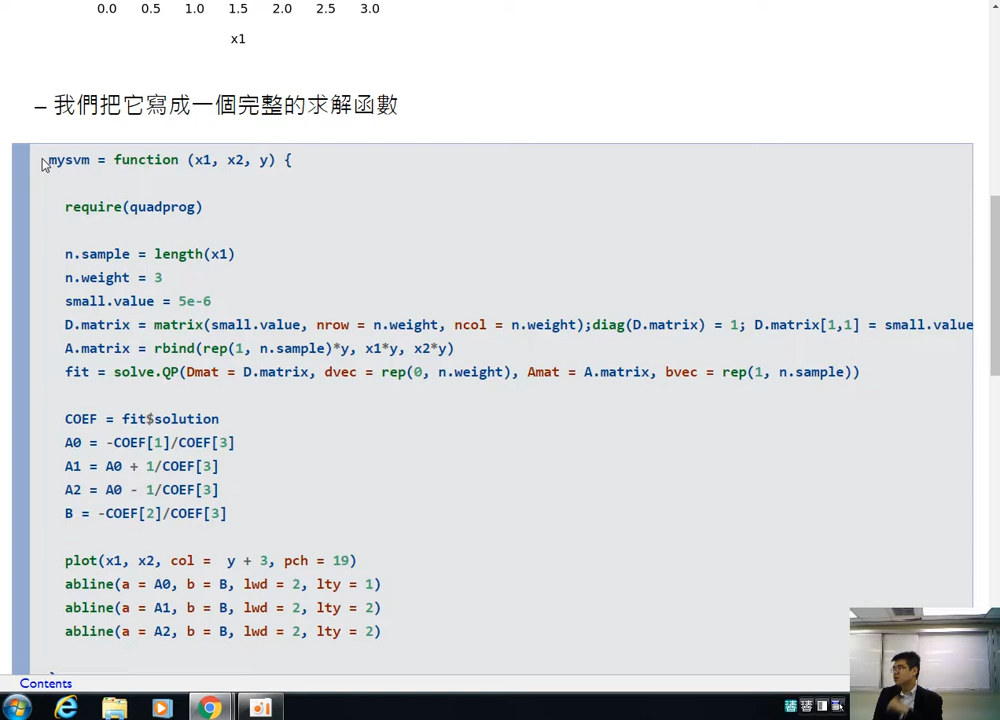 0.0 0.5 1.0 1.5 2.0 2.5 3.0
x1
– 我們把它寫成一個完整的求解函數
mysvm = function (x1, x2, y) {
require(quadprog)
n.sample = length(x1)
n.weight = 3
small.value = 5e-6
D.matrix = matrix(small.value, nrow = n.weight, ncol = n.weight);diag(D.matrix) = 1; D.matrix[1,1] = small.value
A.matrix = rbind(rep(1, n.sample)*y, x1*y, x2*y)
fit = solve.QP(Dmat = D.matrix, dvec = rep(0, n.weight), Amat = A.matrix, bvec = rep(1, n.sample))
COEF = fit$solution
A0 = -COEF[1]/COEF[3]
A1 = A0 + 1/COEF[3]
A2 = A0 - 1/COEF[3]
B = -COEF[2]/COEF[3]
plot(x1, x2, col =  y + 3, pch = 19)
abline(a = A0, b = B, lwd = 2, lty = 1)
abline(a = A1, b = B, lwd = 2, lty = 2)
abline(a = A2, b = B, lwd = 2, lty = 2)
Contents